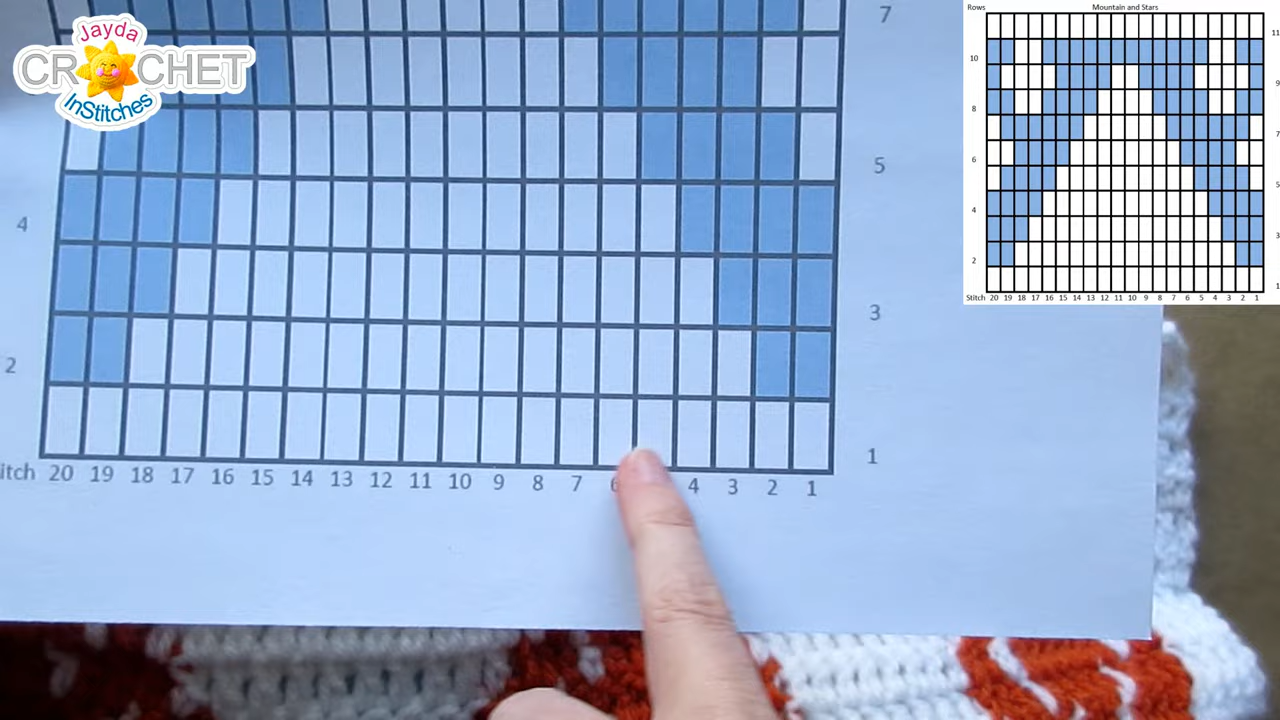 Jayda
CROCHET
InStitches
7
5
4
3
2
1
itch 20 19 18 17 16 15 14 13 12 11 10 9 8 7 6 4 3 2 1
Rows Mountain and Stars
11
10
9
8
7
6
5
4
3
2
1
Stitch 20 19 18 17 16 15 14 13 12 11 10 9 8 7 6 5 4 3 2 1